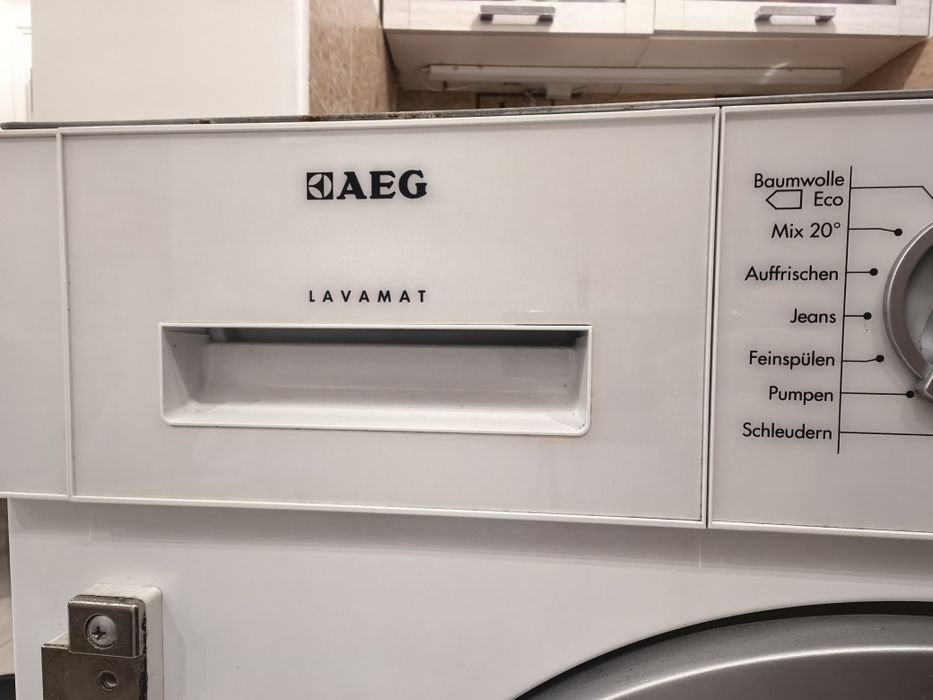 AEG
LAVAMAT
Baumwolle
Eco
Mix 20°
Auffrischen
Jeans
Feinspülen
Pumpen
Schleudern